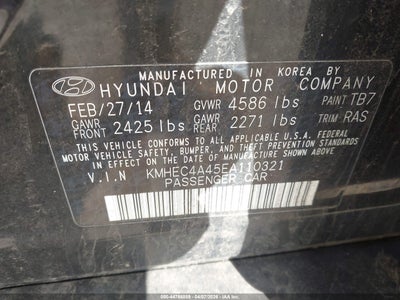 MANUFACTURED IN KOREA BY
HYUNDAI MOTOR COMPANY
FEB/27/14 GVWR 4586 lbs PAINT TB7
GAWR FRONT 2425 lbs GAWR REAR 2271 lbs TRIM RAS
THIS VEHICLE CONFORMS TO ALL APPLICABLE U.S.A. FEDERAL
MOTOR VEHICLE SAFETY, BUMPER, AND THEFT PREVENTION
STANDARDS IN EFFECT ON THE DATE OF MANUFACTURE SHOWN ABOVE.
V.I.N KMHEC4A45EA110321
PASSENGER CAR